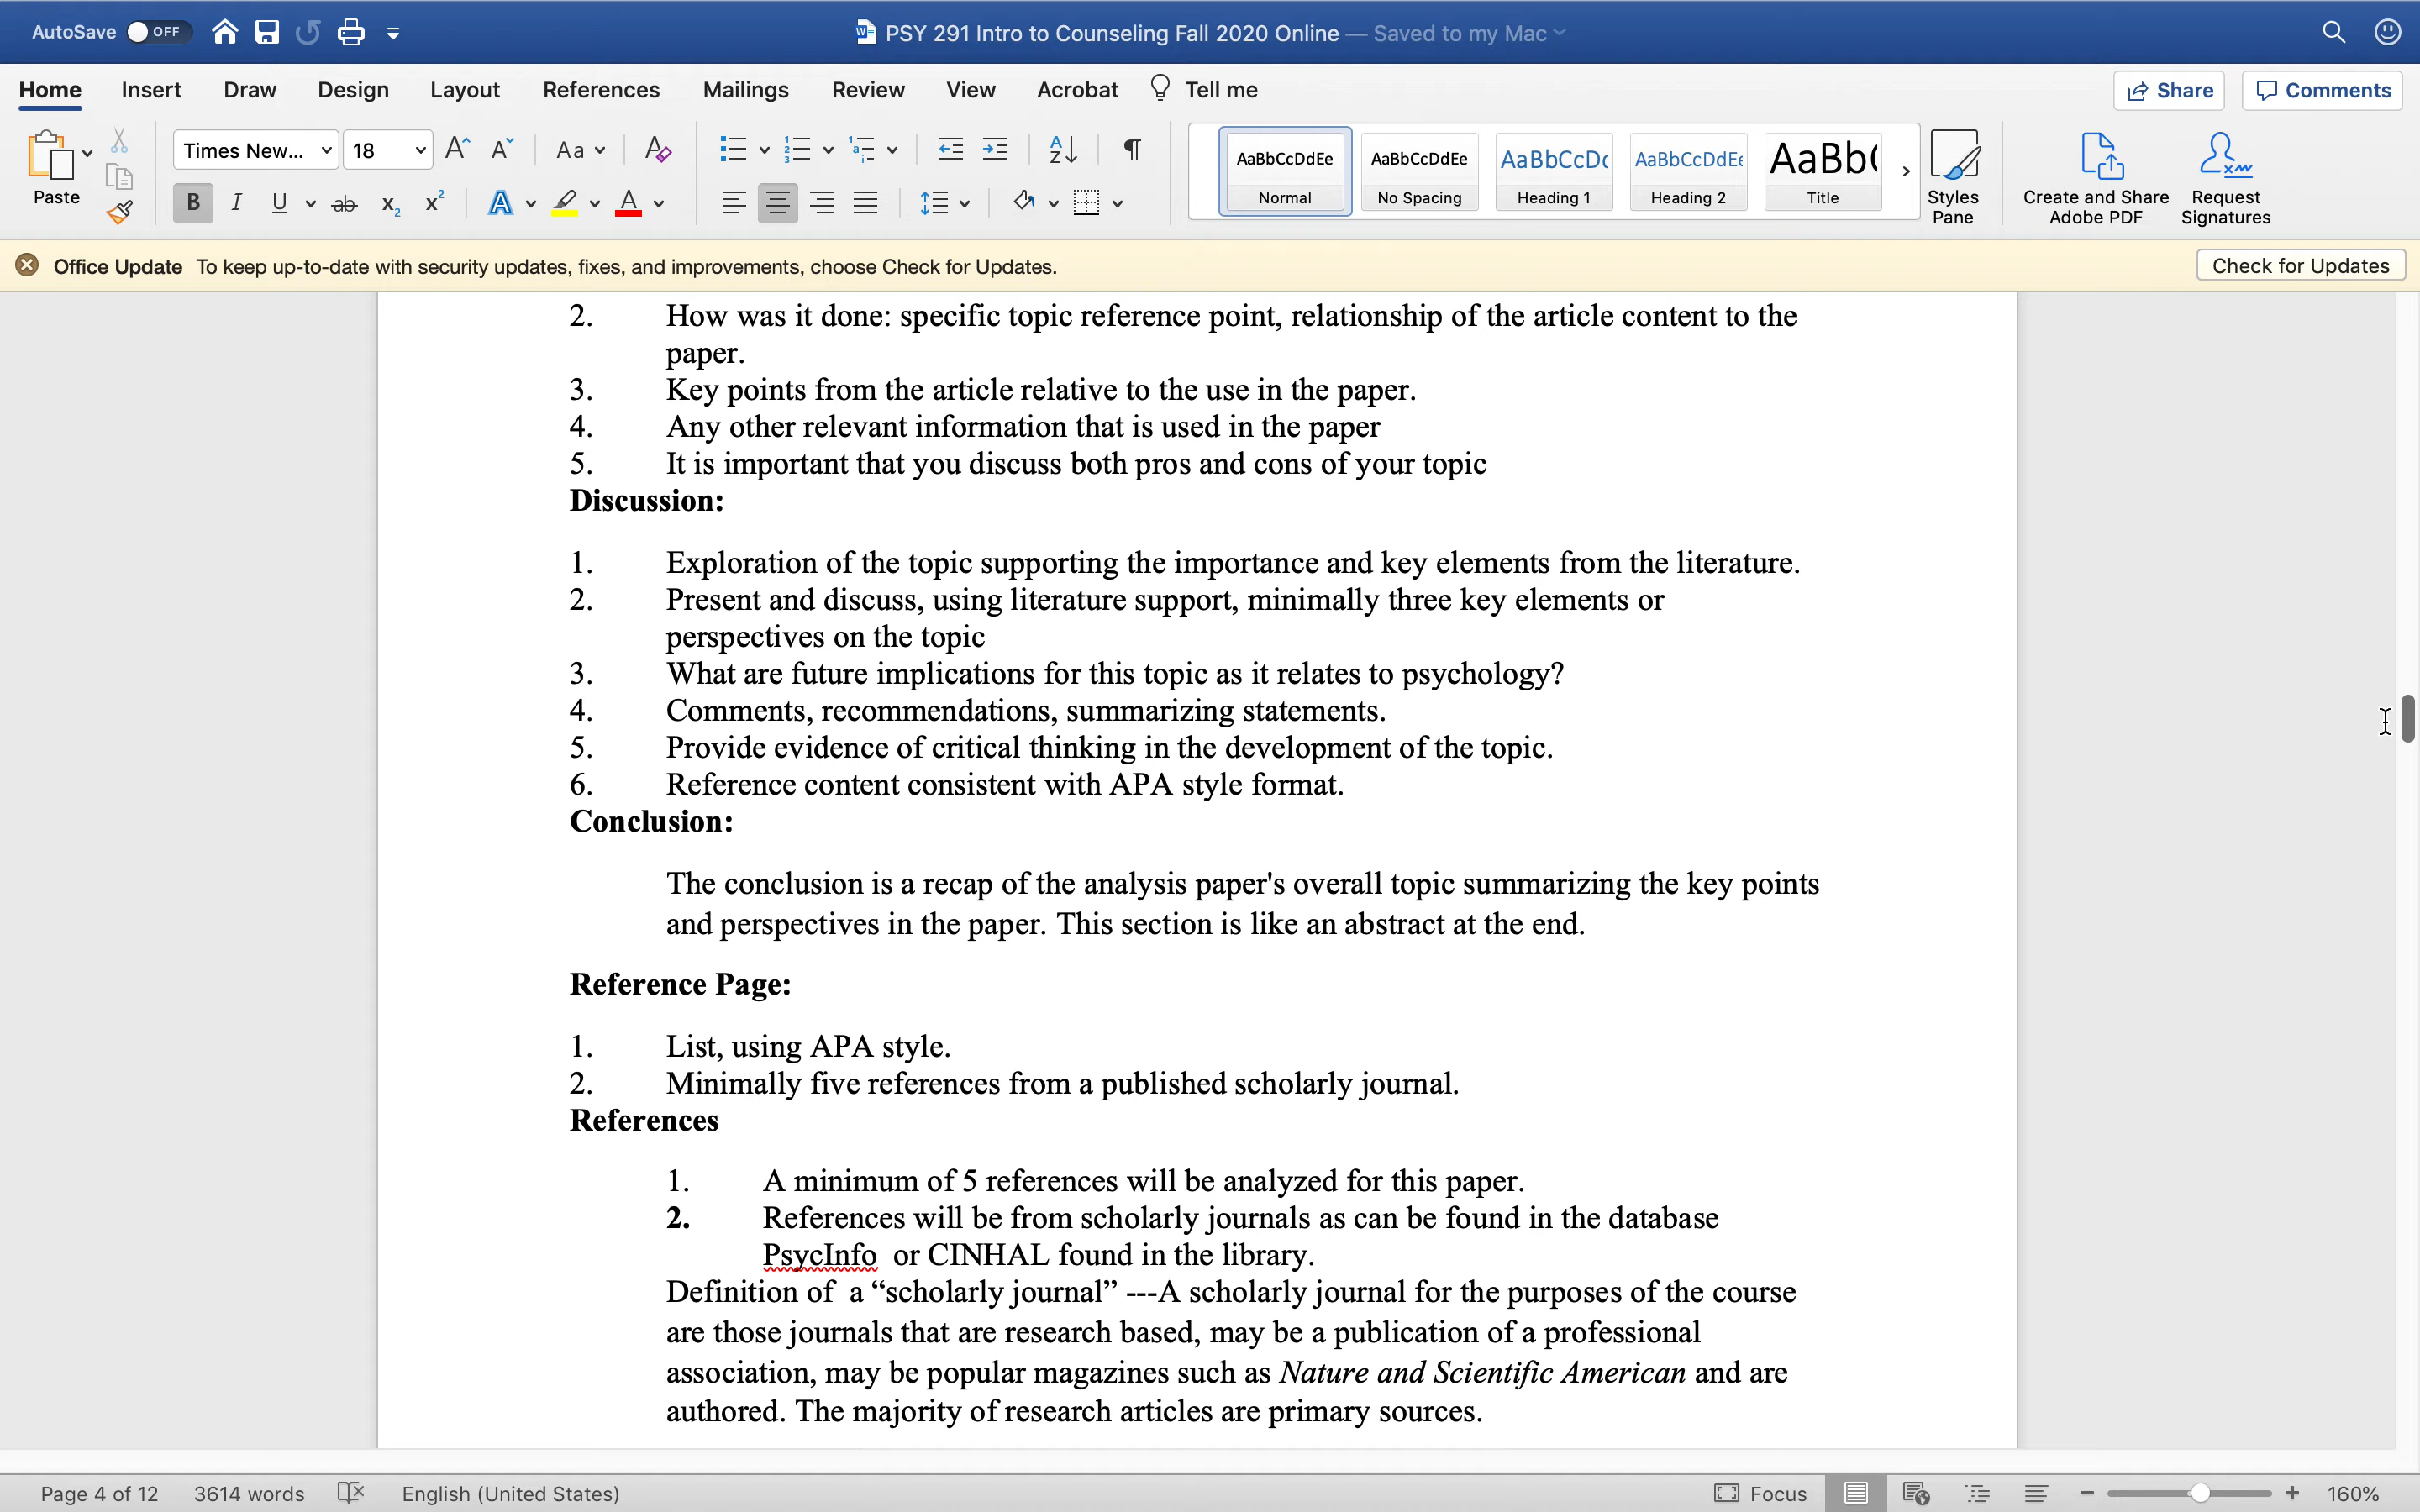 AutoSave OFF PSY 291 Intro to Counseling Fall 2020 Online — Saved to my Mac
Home Insert Draw Design Layout References Mailings Review View Acrobat Tell me Share Comments
Paste Times New... 18 Aa
AaBbCcDdEe AaBbCcDdEe AaBbCcDc AaBbCcDdEe AaBb(
Normal No Spacing Heading 1 Heading 2 Title
Styles Pane
Create and Share Adobe PDF
Request Signatures
Office Update To keep up-to-date with security updates, fixes, and improvements, choose Check for Updates. Check for Updates
2. How was it done: specific topic reference point, relationship of the article content to the
paper.
3. Key points from the article relative to the use in the paper.
4. Any other relevant information that is used in the paper
5. It is important that you discuss both pros and cons of your topic
Discussion:
1. Exploration of the topic supporting the importance and key elements from the literature.
2. Present and discuss, using literature support, minimally three key elements or
perspectives on the topic
3. What are future implications for this topic as it relates to psychology?
4. Comments, recommendations, summarizing statements.
5. Provide evidence of critical thinking in the development of the topic.
6. Reference content consistent with APA style format.
Conclusion:
The conclusion is a recap of the analysis paper's overall topic summarizing the key points
and perspectives in the paper. This section is like an abstract at the end.
Reference Page:
1. List, using APA style.
2. Minimally five references from a published scholarly journal.
References
1. A minimum of 5 references will be analyzed for this paper.
2. References will be from scholarly journals as can be found in the database
PsycInfo or CINHAL found in the library.
Definition of a “scholarly journal” ---A scholarly journal for the purposes of the course
are those journals that are research based, may be a publication of a professional
association, may be popular magazines such as Nature and Scientific American and are
authored. The majority of research articles are primary sources.
Page 4 of 12 3614 words English (United States) Focus 160%